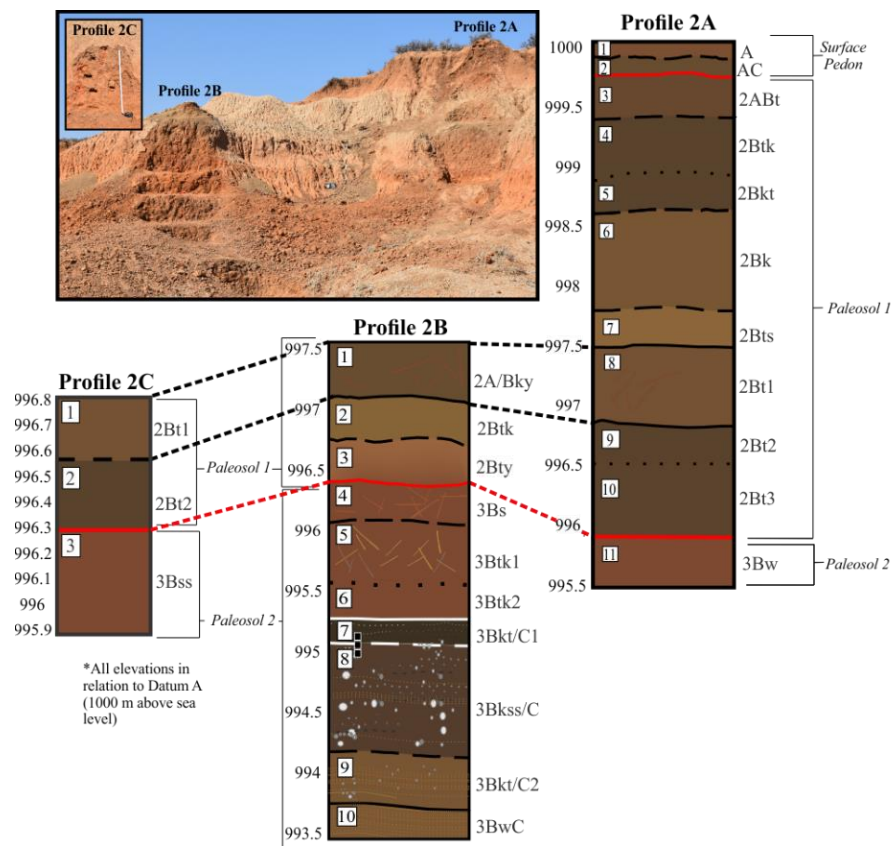 Profile 2C
Profile 2B
Profile 2A
Profile 2A
1000
999.5
999
998.5
998
997.5
997
996.5
996
995.5
1
2
3
4
5
6
7
8
9
10
11
A
AC
2ABt
2Btk
2Bkt
2Bk
2Bts
2Bt1
2Bt2
2Bt3
3Bw
Surface
Pedon
Paleosol 1
Paleosol 2
Profile 2B
997.5
997
996.5
996
995.5
995
994.5
994
993.5
1
2
3
4
5
6
7
8
9
10
2A/Bky
2Btk
2Bty
3Bs
3Btk1
3Btk2
3Bkt/C1
3Bkss/C
3Bkt/C2
3BwC
Profile 2C
996.8
996.7
996.6
996.5
996.4
996.3
996.2
996.1
996
995.9
1
2
3
2Bt1
2Bt2
3Bss
Paleosol 1
Paleosol 2
*All elevations in
relation to Datum A
(1000 m above sea
level)